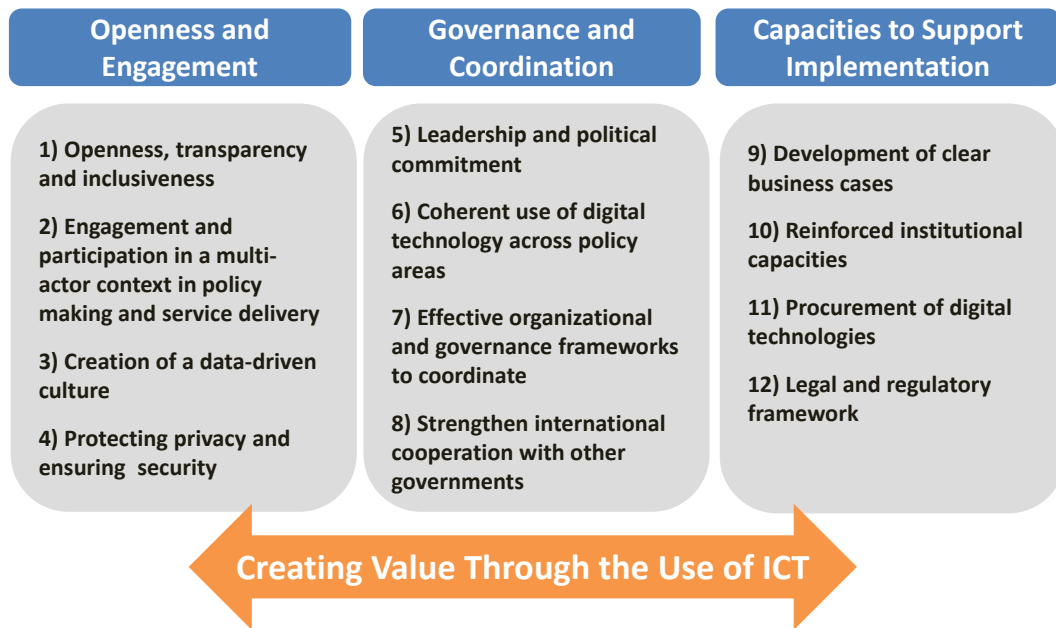 Openness and
Engagement
1) Openness, transparency
and inclusiveness
2) Engagement and
participation in a multi-
actor context in policy
making and service delivery
3) Creation of a data-driven
culture
4) Protecting privacy and
ensuring  security
Governance and
Coordination
5) Leadership and political
commitment
6) Coherent use of digital
technology across policy
areas
7) Effective organizational
and governance frameworks
to coordinate
8) Strengthen international
cooperation with other
governments
Capacities to Support
Implementation
9) Development of clear
business cases
10) Reinforced institutional
capacities
11) Procurement of digital
technologies
12) Legal and regulatory
framework
Creating Value Through the Use of ICT